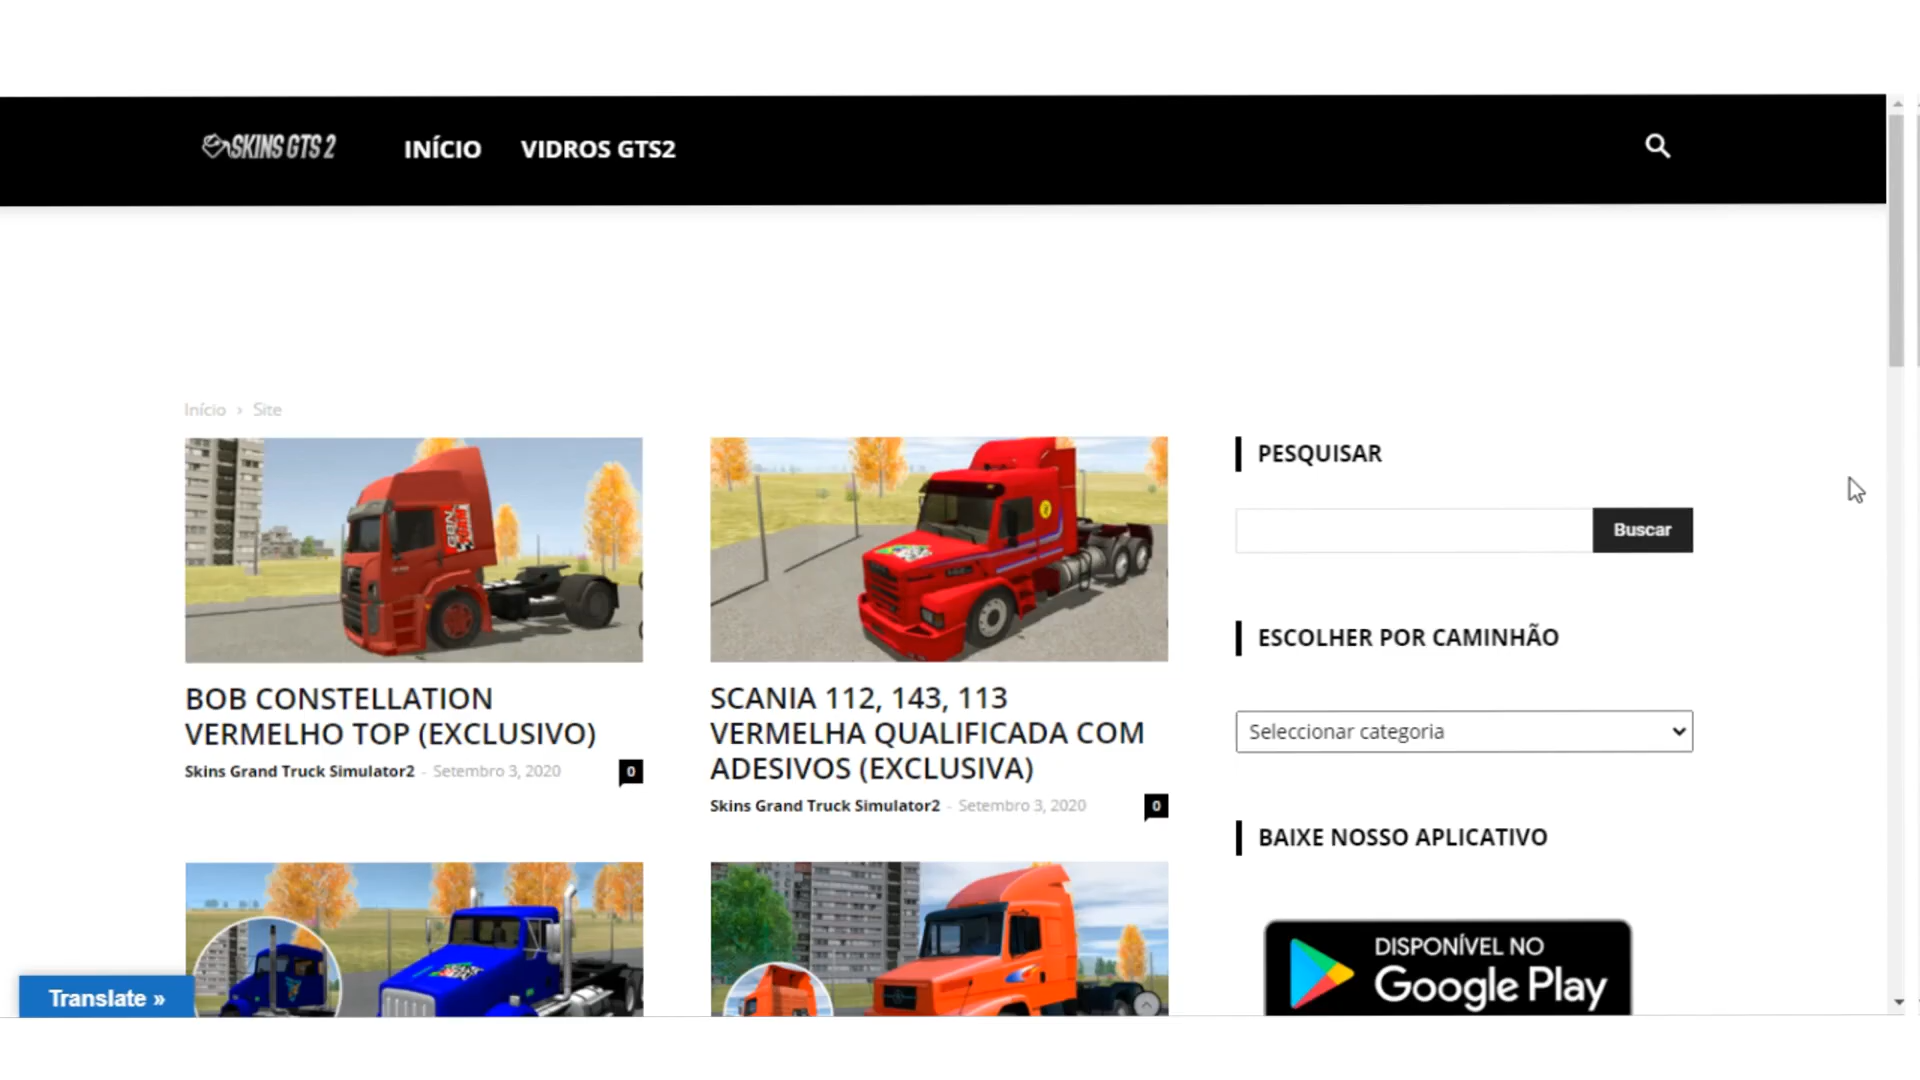 SKINS GTS 2
INÍCIO
VIDROS GTS2
Início › Site
BOB CONSTELLATION
VERMELHO TOP (EXCLUSIVO)
Skins Grand Truck Simulator2 - Setembro 3, 2020
0
SCANIA 112, 143, 113
VERMELHA QUALIFICADA COM
ADESIVOS (EXCLUSIVA)
Skins Grand Truck Simulator2 - Setembro 3, 2020
0
PESQUISAR
Buscar
ESCOLHER POR CAMINHÃO
Seleccionar categoria
BAIXE NOSSO APLICATIVO
DISPONÍVEL NO
Google Play
Translate »